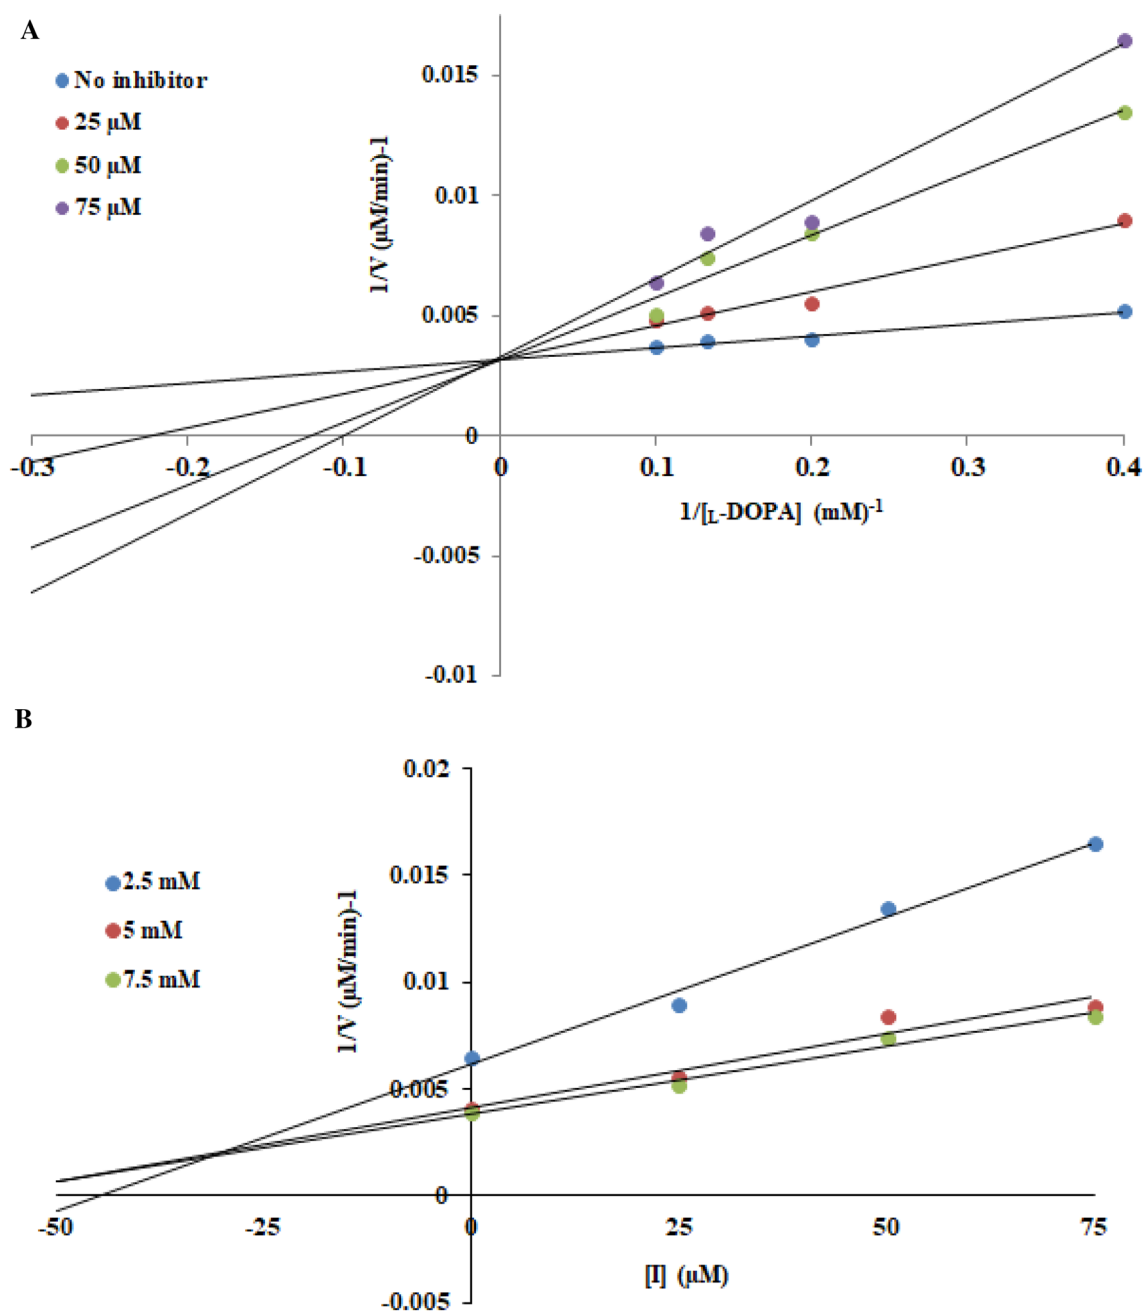 A
No inhibitor
25 μM
50 μM
75 μM
1/V (μM/min)-1
0.015
0.01
0.005
0
-0.005
-0.01
-0.3 -0.2 -0.1 0 0.1 0.2 0.3 0.4
1/[L-DOPA] (mM)-1
B
2.5 mM
5 mM
7.5 mM
1/V (μM/min)-1
0.02
0.015
0.01
0.005
0
-0.005
-50 -25 0 25 50 75
[I] (μM)